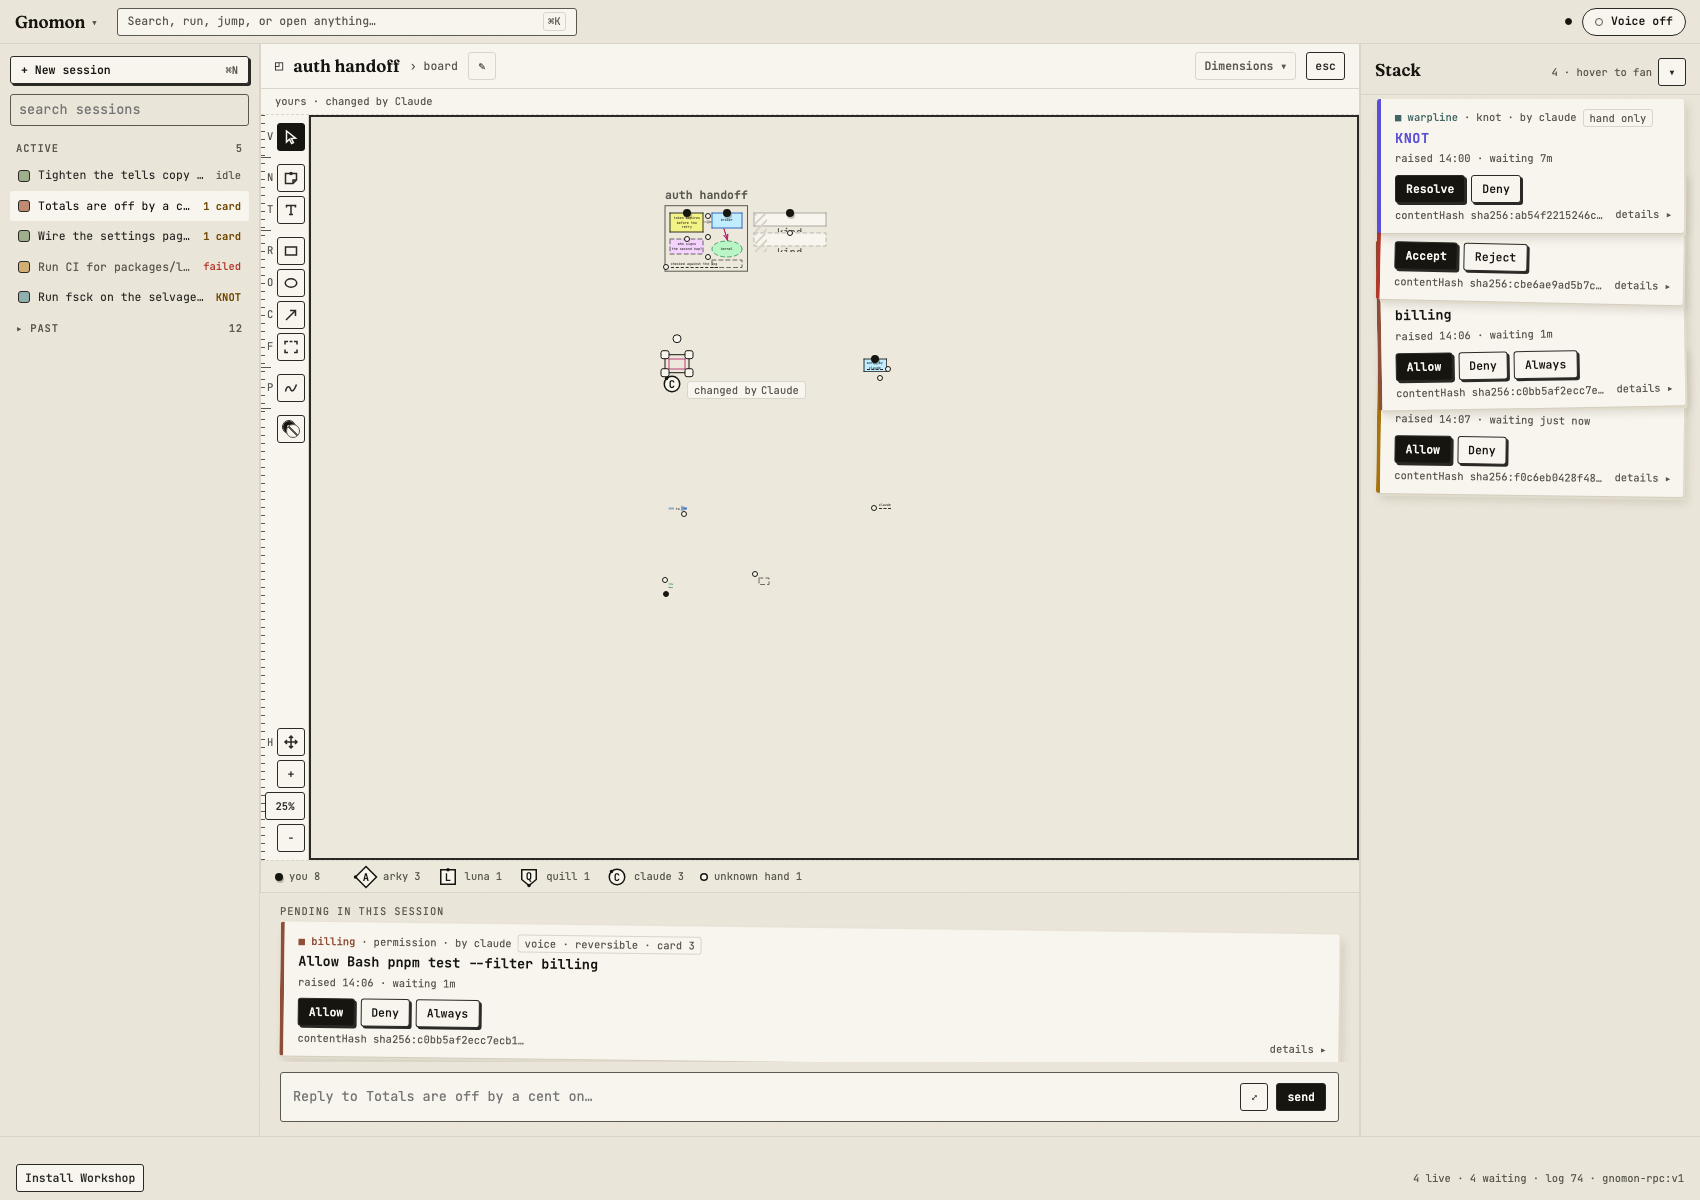 Gnomon ▾
Search, run, jump, or open anything… ⌘K
Voice off
+ New session ⌘N
search sessions
ACTIVE 5
Tighten the tells copy … idle
Totals are off by a c… 1 card
Wire the settings pag… 1 card
Run CI for packages/l… failed
Run fsck on the selvage… KNOT
▸ PAST 12
auth handoff › board ✎
Dimensions ▾ esc
yours · changed by Claude
V
N
T
R
O
C
F
P
H
+
25%
-
auth handoff
changed by Claude
C
you 8
A arky 3
L luna 1
Q quill 1
C claude 3
unknown hand 1
PENDING IN THIS SESSION
■ billing · permission · by claude voice · reversible · card 3
Allow Bash pnpm test --filter billing
raised 14:06 · waiting 1m
Allow Deny Always
contentHash sha256:c0bb5af2ecc7ecb1…
details ▸
Reply to Totals are off by a cent on…
⤢ send
Stack
4 · hover to fan ▾
■ warpline · knot · by claude hand only
KNOT
raised 14:00 · waiting 7m
Resolve Deny
contentHash sha256:ab54f2215246c… details ▸
Accept Reject
contentHash sha256:cbe6ae9ad5b7c… details ▸
billing
raised 14:06 · waiting 1m
Allow Deny Always
contentHash sha256:c0bb5af2ecc7e… details ▸
raised 14:07 · waiting just now
Allow Deny
contentHash sha256:f0c6eb0428f48… details ▸
Install Workshop
4 live · 4 waiting · log 74 · gnomon-rpc:v1